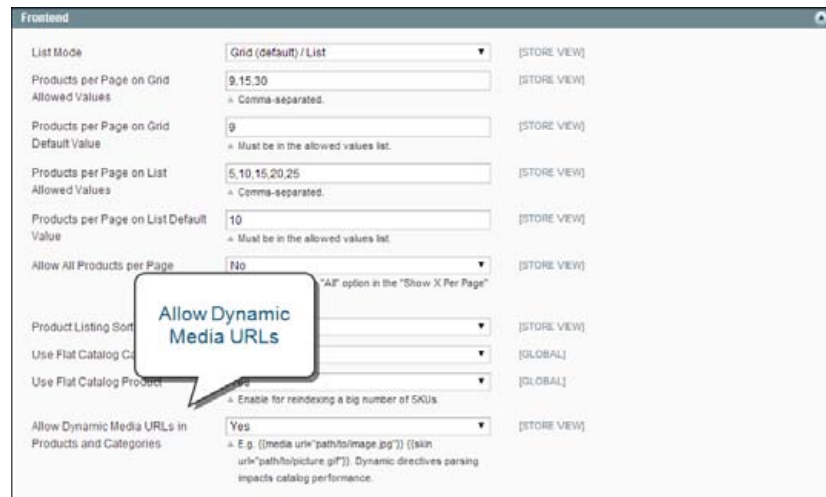 Frontend
List Mode
Grid (default) / List
[STORE VIEW]
Products per Page on Grid
Allowed Values
9,15,30
[STORE VIEW]
Comma-separated.
Products per Page on Grid
Default Value
9
[STORE VIEW]
Must be in the allowed values list.
Products per Page on List
Allowed Values
5,10,15,20,25
[STORE VIEW]
Comma-separated.
Products per Page on List Default
Value
10
[STORE VIEW]
Must be in the allowed values list.
Allow All Products per Page
No
[STORE VIEW]
"All" option in the "Show X Per Page"
Allow Dynamic
Media URLs
Product Listing Sort
[STORE VIEW]
Use Flat Catalog Ca
[GLOBAL]
Use Flat Catalog Product
Yes
[GLOBAL]
Enable for reindexing a big number of SKUs.
Allow Dynamic Media URLs in
Products and Categories
Yes
[STORE VIEW]
E.g. {{media url="path/to/image.jpg"}} {{skin
url="path/to/picture.gif"}}. Dynamic directives parsing
impacts catalog performance.